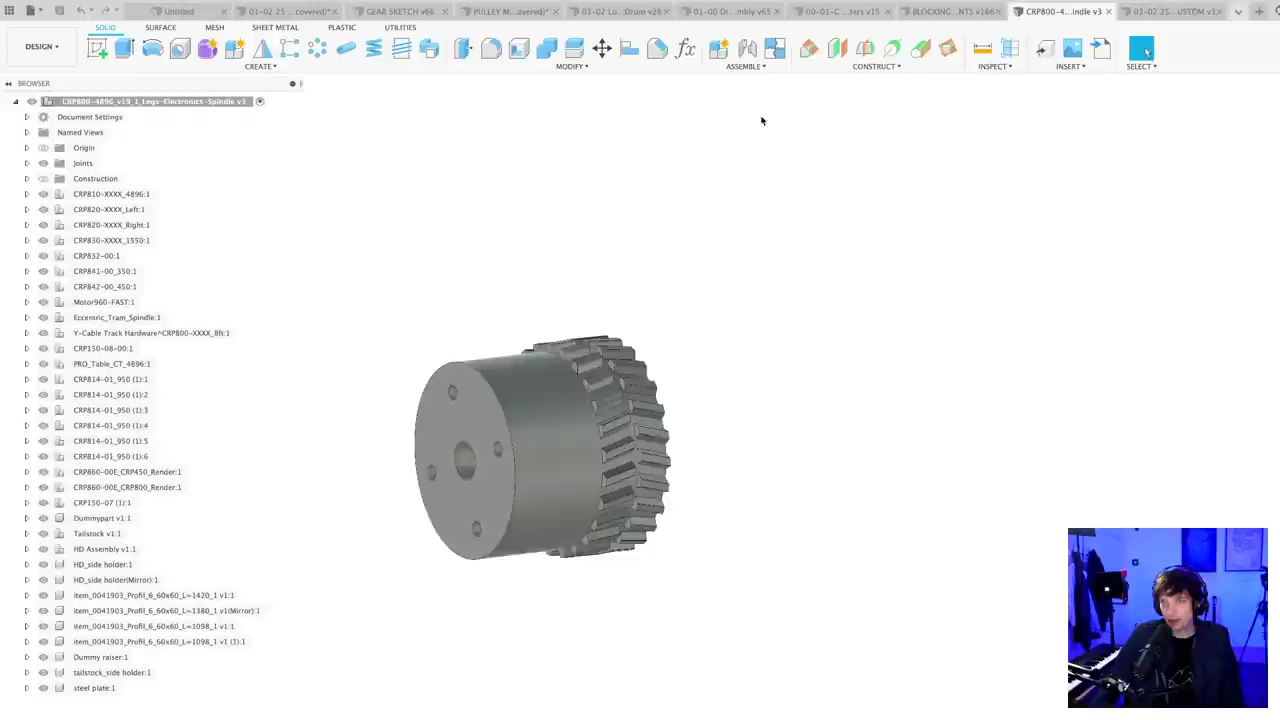 Untitled
01-02 25 ...covered)*
GEAR SKETCH v66
PULLEY M...overed)*
03-02 Lo...Drum v26
01-00 Dr...mbly v65
00-01-C ...ters v15
BLOCKING ...NTS v166
CRP800-4...indle v3
03-02 25...USTOM v3
SOLID SURFACE MESH SHEET METAL PLASTIC UTILITIES
DESIGN
CREATE MODIFY ASSEMBLE CONSTRUCT INSPECT INSERT SELECT
BROWSER
CRP800-4896_v19_1_Legs-Electronics-Spindle v3
Document Settings
Named Views
Origin
Joints
Construction
CRP810-XXXX_4896:1
CRP820-XXXX_Left:1
CRP820-XXXX_Right:1
CRP830-XXXX_1550:1
CRP832-00:1
CRP841-00_350:1
CRP842-00_450:1
Motor960-FAST:1
Eccentric_Tram_Spindle:1
Y-Cable Track Hardware^CRP800-XXXX_8ft:1
CRP150-08-00:1
PRO_Table_CT_4896:1
CRP814-01_950 (1):1
CRP814-01_950 (1):2
CRP814-01_950 (1):3
CRP814-01_950 (1):4
CRP814-01_950 (1):5
CRP814-01_950 (1):6
CRP860-00E_CRP450_Render:1
CRP860-00E_CRP800_Render:1
CRP150-07 (1):1
Dummypart v1:1
Tailstock v1:1
HD Assembly v1:1
HD_side holder:1
HD_side holder(Mirror):1
item_0041903_Profil_6_60x60_L=1420_1 v1:1
item_0041903_Profil_6_60x60_L=1380_1 v1(Mirror):1
item_0041903_Profil_6_60x60_L=1098_1 v1:1
item_0041903_Profil_6_60x60_L=1098_1 v1 (1):1
Dummy raiser:1
tailstock_side holder:1
steel plate:1